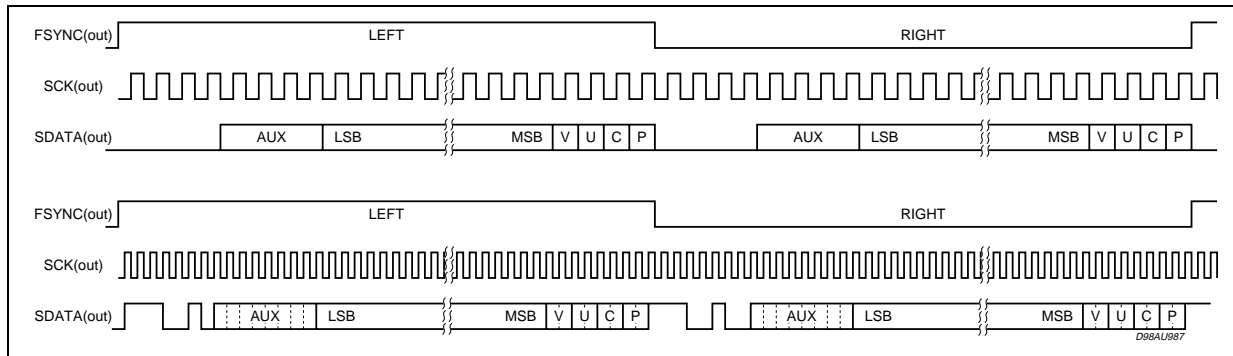 FSYNC(out) LEFT RIGHT
SCK(out)
SDATA(out) AUX LSB MSB V U C P AUX LSB MSB V U C P
FSYNC(out) LEFT RIGHT
SCK(out)
SDATA(out) AUX LSB MSB V U C P AUX LSB MSB V U C P
D98AU987